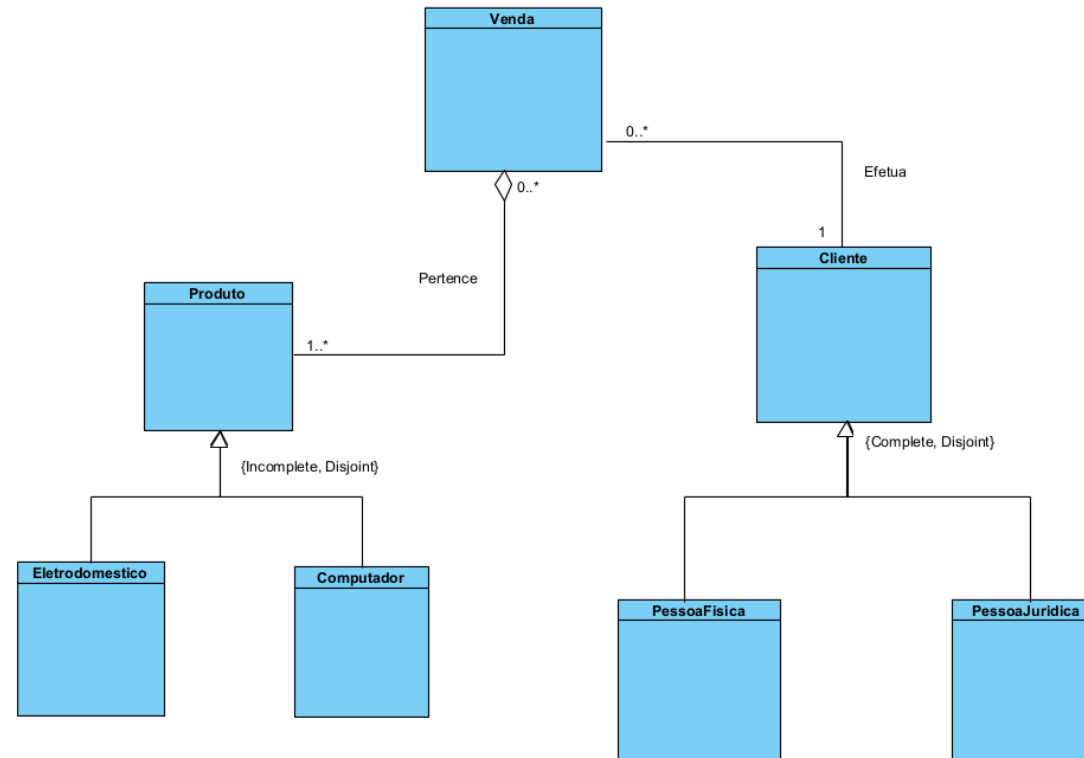 Venda
0..*
Efetua
0..*
1
Cliente
Pertence
Produto
1..*
{Incomplete, Disjoint}
{Complete, Disjoint}
Eletrodomestico
Computador
PessoaFisica
PessoaJuridica